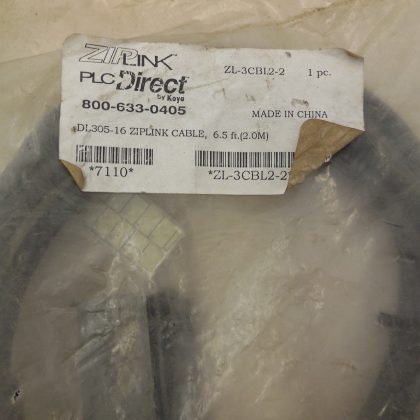 ZIPLINK ZL-3CBL2-2 1 pc.
PLC Direct
by Koyo
800-633-0405 MADE IN CHINA
DL305-16 ZIPLINK CABLE, 6.5 ft.(2.0M)
*7110* *ZL-3CBL2-2*